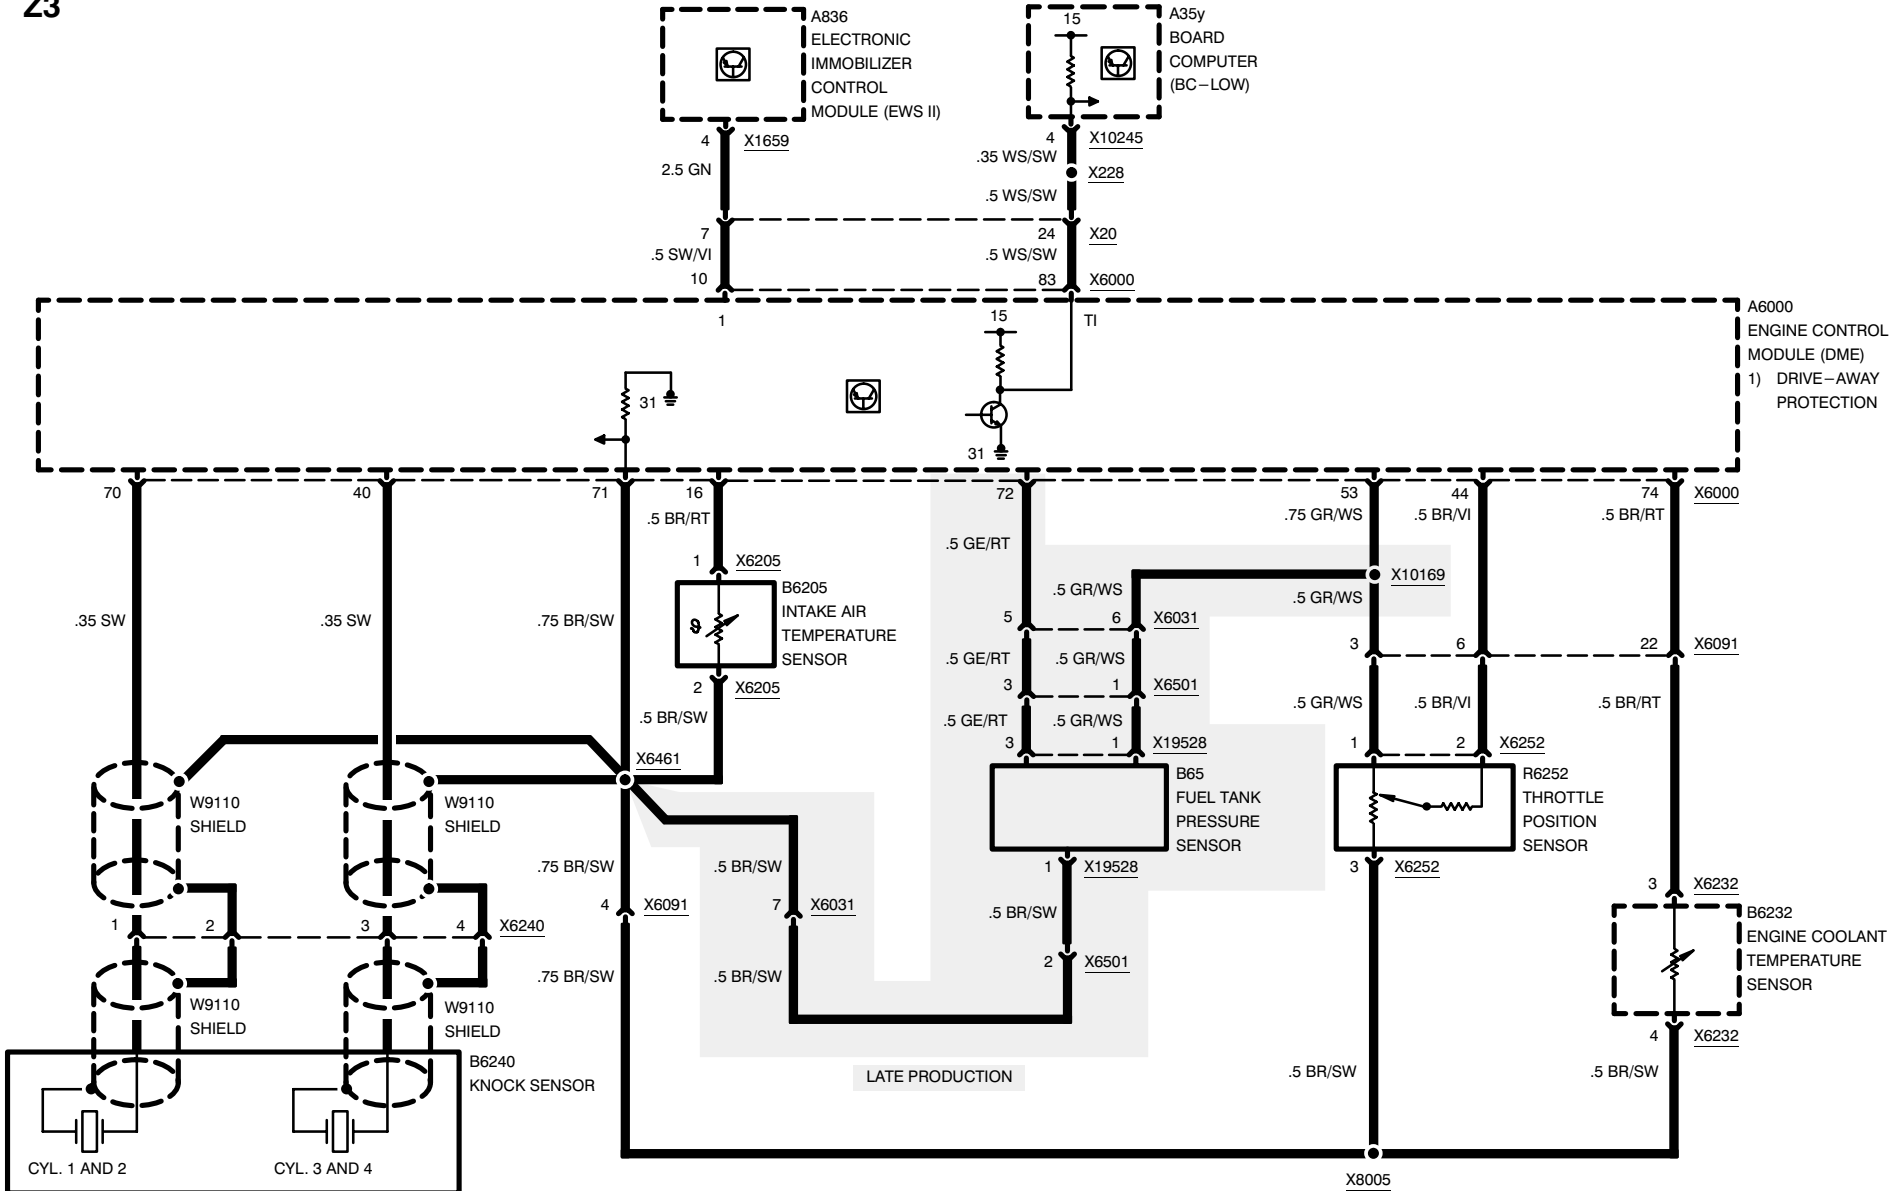 Z3
A836
ELECTRONIC
IMMOBILIZER
CONTROL
MODULE (EWS II)
15
A35y
BOARD
COMPUTER
(BC–LOW)
4 X1659
2.5 GN
4 X10245
.35 WS/SW
X228
.5 WS/SW
7
24 X20
.5 SW/VI
.5 WS/SW
10
83 X6000
1
15
TI
31
31
A6000
ENGINE CONTROL
MODULE (DME)
1) DRIVE–AWAY
PROTECTION
70
40
71
16
72
53
44
74
X6000
.5 BR/RT
.75 GR/WS
.5 BR/VI
.5 BR/RT
.5 GE/RT
1 X6205
X10169
B6205
INTAKE AIR
TEMPERATURE
SENSOR
.5 GR/WS
.5 GR/WS
.35 SW
.35 SW
.75 BR/SW
ϑ
5
6 X6031
3
6
22 X6091
.5 GE/RT
.5 GR/WS
2 X6205
3
1 X6501
.5 BR/SW
.5 GE/RT
.5 GR/WS
.5 GR/WS
.5 BR/VI
.5 BR/RT
3
1 X19528
1
2 X6252
X6461
B65
FUEL TANK
PRESSURE
SENSOR
R6252
THROTTLE
POSITION
SENSOR
W9110
SHIELD
W9110
SHIELD
.75 BR/SW
.5 BR/SW
1 X19528
3 X6252
3 X6232
4 X6091
7 X6031
.5 BR/SW
1
2
3
4 X6240
B6232
ENGINE COOLANT
TEMPERATURE
SENSOR
2 X6501
.75 BR/SW
.5 BR/SW
W9110
SHIELD
W9110
SHIELD
4 X6232
B6240
KNOCK SENSOR
LATE PRODUCTION
.5 BR/SW
.5 BR/SW
CYL. 1 AND 2
CYL. 3 AND 4
X8005